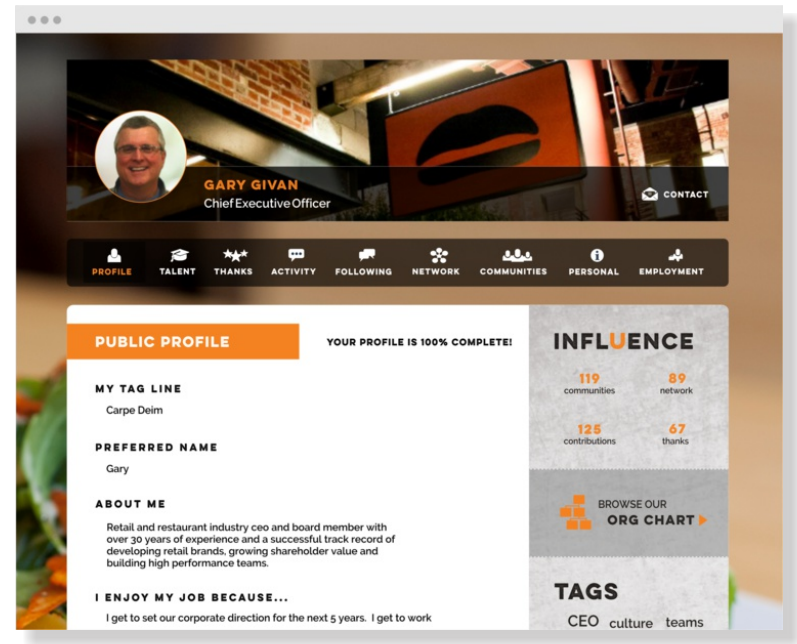 GARY GIVAN
Chief Executive Officer
CONTACT
PROFILE
TALENT
THANKS
ACTIVITY
FOLLOWING
NETWORK
COMMUNITIES
PERSONAL
EMPLOYMENT
PUBLIC PROFILE
YOUR PROFILE IS 100% COMPLETE!
MY TAG LINE
Carpe Deim
PREFERRED NAME
Gary
ABOUT ME
Retail and restaurant industry ceo and board member with
over 30 years of experience and a successful track record of
developing retail brands, growing shareholder value and
building high performance teams.
I ENJOY MY JOB BECAUSE...
I get to set our corporate direction for the next 5 years. I get to work
INFLUENCE
119
communities
89
network
125
contributions
67
thanks
BROWSE OUR
ORG CHART
TAGS
CEO culture teams